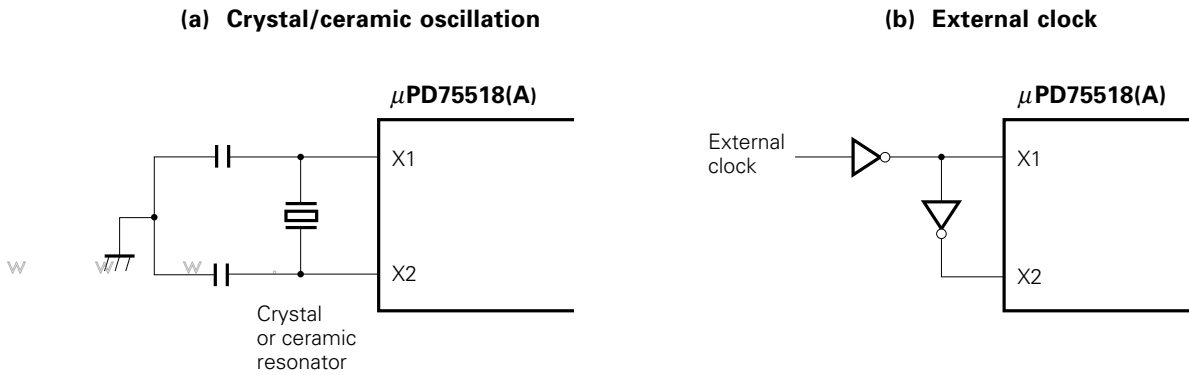 (a) Crystal/ceramic oscillation
μPD75518(A)
X1
X2
Crystal
or ceramic
resonator
w w w .
(b) External clock
μPD75518(A)
External
clock
X1
X2